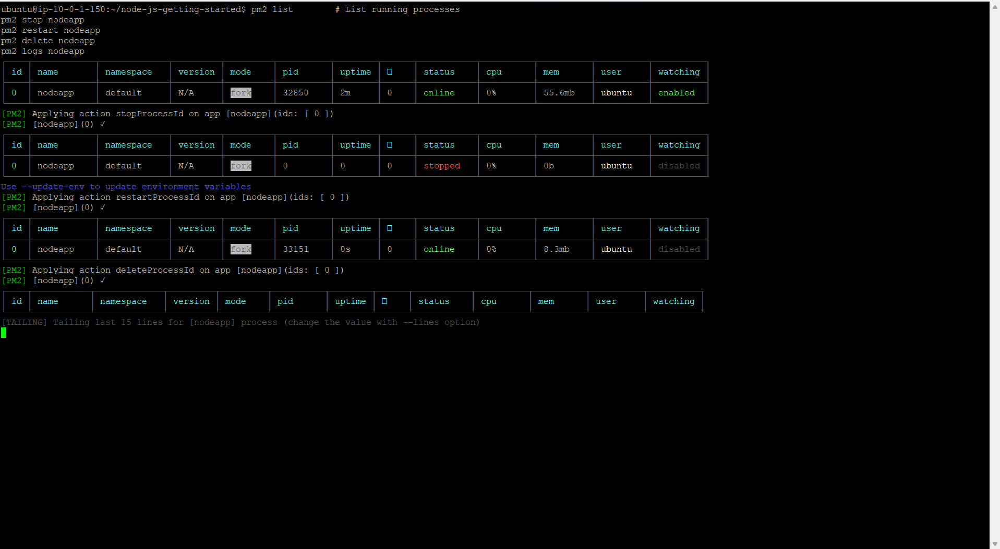 ubuntu@ip-10-0-1-150:~/node-js-getting-started$ pm2 list        # List running processes
pm2 stop nodeapp
pm2 restart nodeapp
pm2 delete nodeapp
pm2 logs nodeapp
id name namespace version mode pid uptime status cpu mem user watching
0 nodeapp default N/A fork 32850 2m 0 online 0% 55.6mb ubuntu enabled
[PM2] Applying action stopProcessId on app [nodeapp](ids: [ 0 ])
[PM2] [nodeapp](0) ✓
id name namespace version mode pid uptime status cpu mem user watching
0 nodeapp default N/A fork 0 0 0 stopped 0% 0b ubuntu disabled
Use --update-env to update environment variables
[PM2] Applying action restartProcessId on app [nodeapp](ids: [ 0 ])
[PM2] [nodeapp](0) ✓
id name namespace version mode pid uptime status cpu mem user watching
0 nodeapp default N/A fork 33151 0s 0 online 0% 8.3mb ubuntu disabled
[PM2] Applying action deleteProcessId on app [nodeapp](ids: [ 0 ])
[PM2] [nodeapp](0) ✓
id name namespace version mode pid uptime status cpu mem user watching
[TAILING] Tailing last 15 lines for [nodeapp] process (change the value with --lines option)